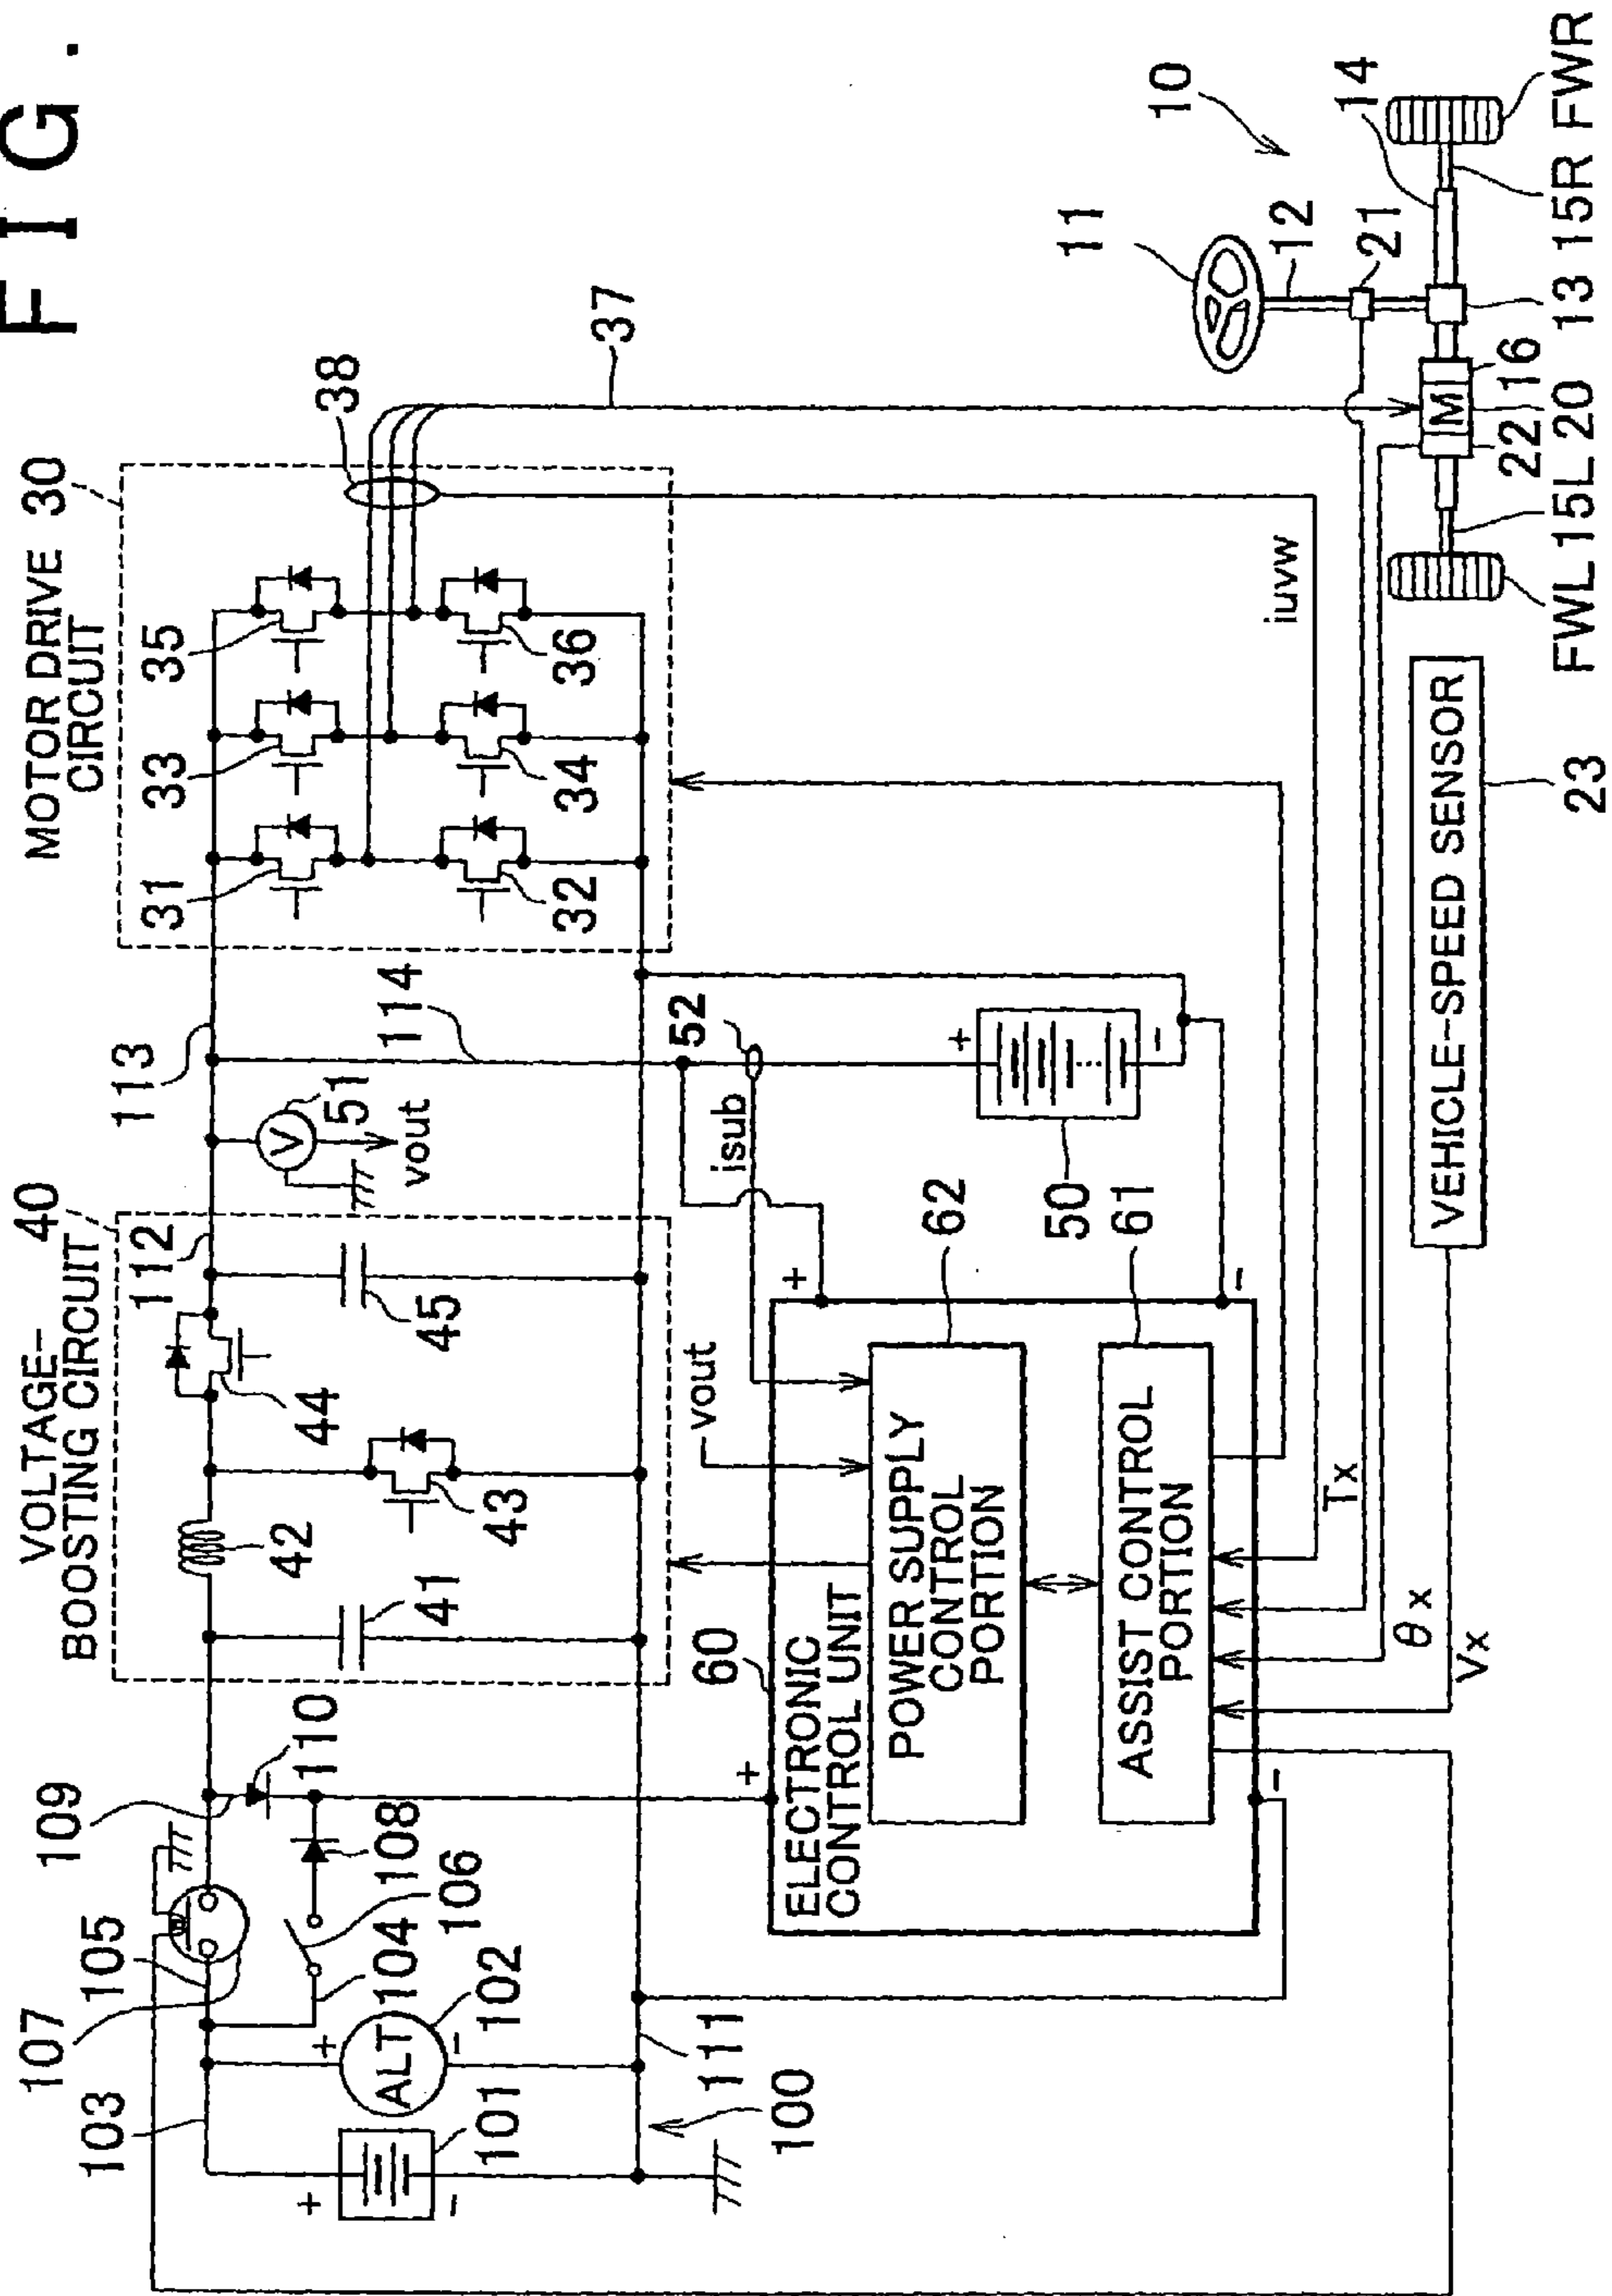 FIG.
VOLTAGE-
BOOSTING CIRCUIT
40
MOTOR DRIVE
CIRCUIT
30
107
103
105
109
110
108
106
104
102
101
ALT
+
-
+
-
111
100
41
42
43
44
45
112
113
114
V
51
vout
31
33
35
32
34
36
38
37
52
isub
50
+
-
60
ELECTRONIC
CONTROL UNIT
+
-
+
-
vout
62
POWER SUPPLY
CONTROL
PORTION
61
ASSIST CONTROL
PORTION
iuvw
Tx
θx
Vx
VEHICLE-SPEED SENSOR
23
10
11
12
21
14
M
FWL
15L
22
20
16
13
15R
FWR